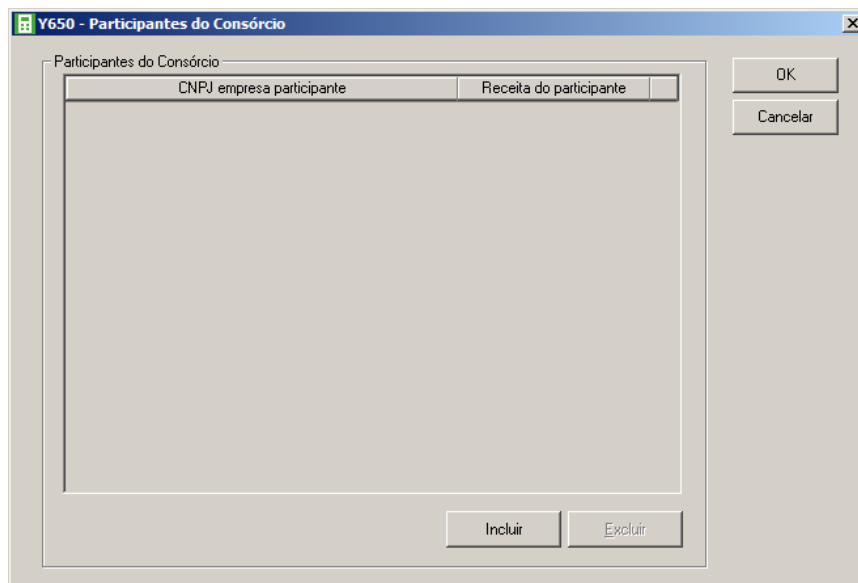 Y650 - Participantes do Consórcio
Participantes do Consórcio
CNPJ empresa participante Receita do participante
OK
Cancelar
Incluir Excluir